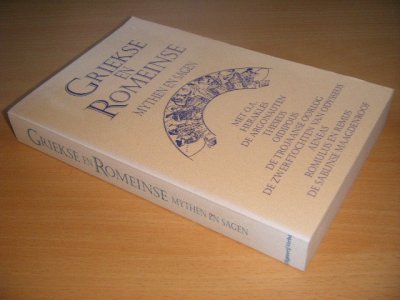 GRIEKSE
EN
ROMEINSE
MYTHEN EN SAGEN
MET O.A.
HERAKLES
DE ARGONAUTEN
THESEUS
OEDIPOUS
DE TROJAANSE OORLOG
DE ZWERFTOCHTEN VAN ODYSSEUS
AENEAS
ROMULUS EN REMUS
DE SABIJNSE MAAGDENROOF
GRIEKSE EN ROMEINSE MYTHEN EN SAGEN